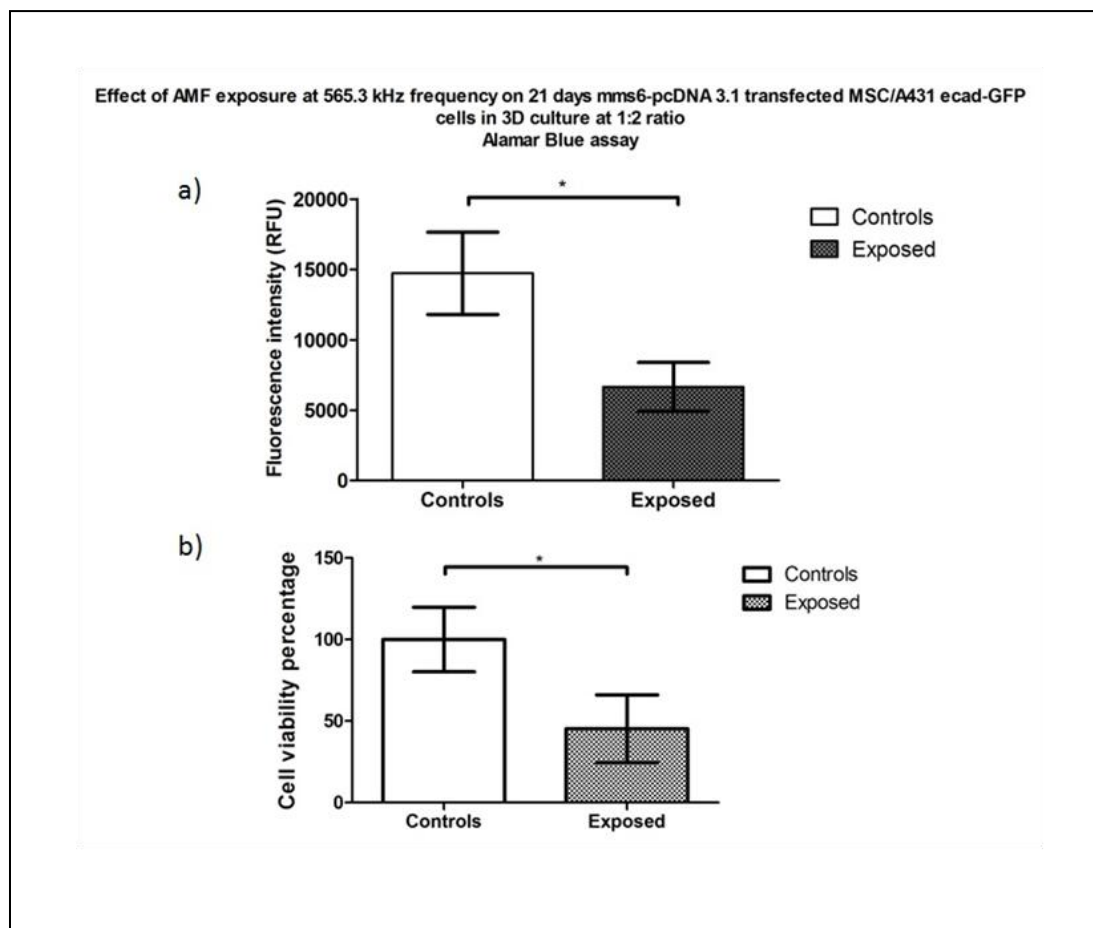 Effect of AMF exposure at 565.3 kHz frequency on 21 days mms6-pcDNA 3.1 transfected MSC/A431 ecad-GFP
cells in 3D culture at 1:2 ratio
Alamar Blue assay
a)
*
20000
15000
10000
5000
0
Fluorescence intensity (RFU)
Controls
Exposed
Controls
Exposed
b)
*
150
100
50
0
Cell viability percentage
Controls
Exposed
Controls
Exposed